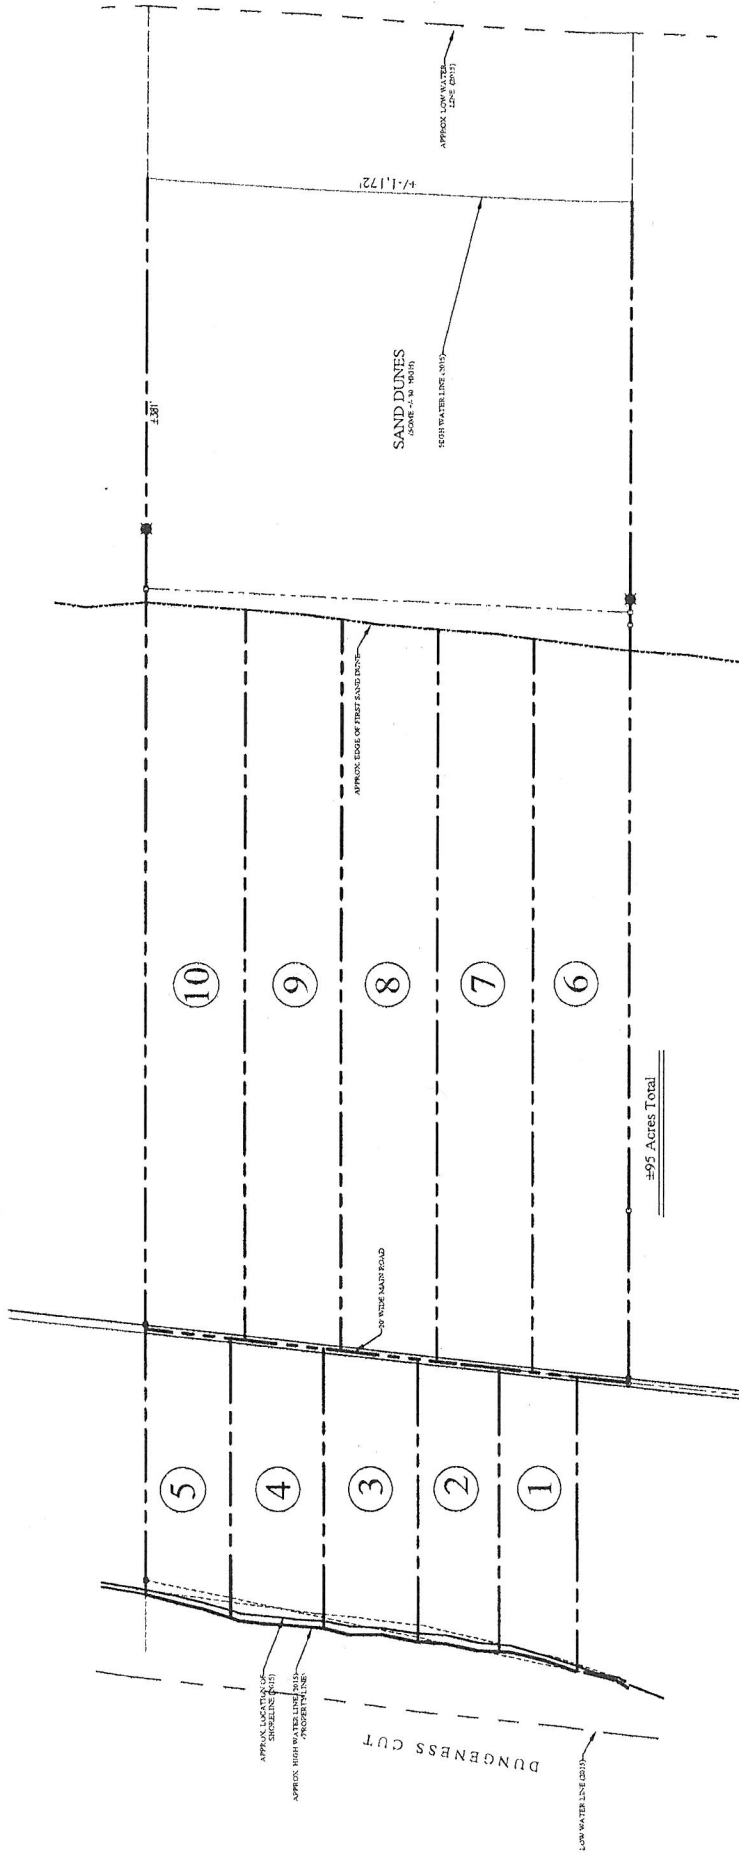 APPROX. LOW WATER
LINE (2015)
+/-1,172'
SAND DUNES
HIGH WATER LINE (2015)
±381'
APPROX. EDGE OF FIRST SAND DUNE
10
9
8
7
6
±95 Acres Total
20' WIDE MAIN ROAD
5
4
3
2
1
APPROX. LOCATION OF
SHORELINE (2015)
APPROX. HIGH WATER LINE (2015)
(PROPERTY LINE)
DUNGENESS CUT
LOW WATER LINE (2015)